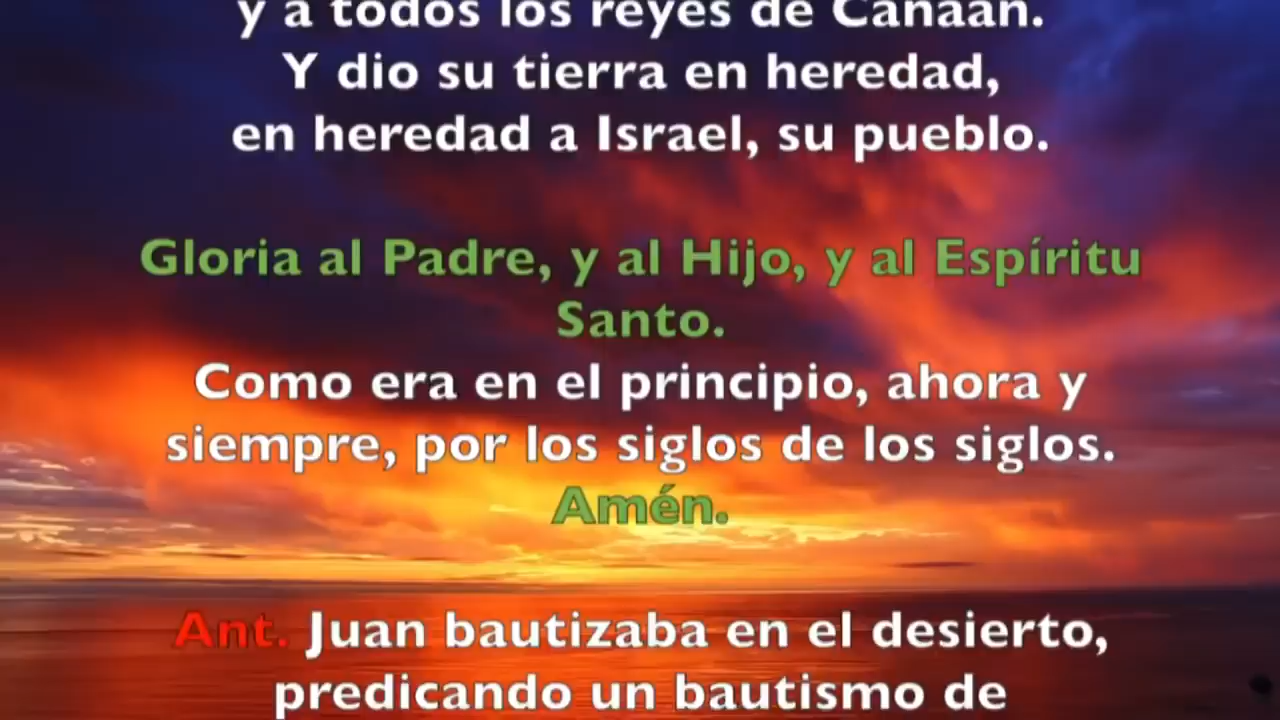 y a todos los reyes de Canaán.
Y dio su tierra en heredad,
en heredad a Israel, su pueblo.
Gloria al Padre, y al Hijo, y al Espíritu
Santo.
Como era en el principio, ahora y
siempre, por los siglos de los siglos.
Amén.
Ant. Juan bautizaba en el desierto,
predicando un bautismo de